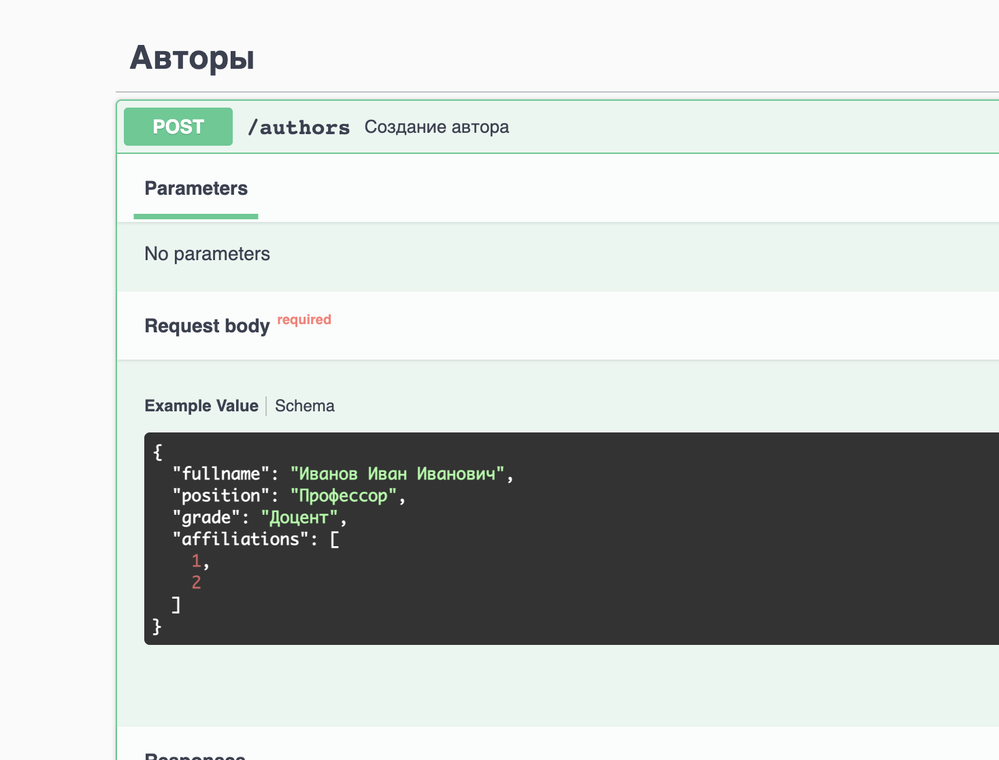 Авторы
POST /authors Создание автора
Parameters
No parameters
Request body required
Example Value Schema
{
"fullname": "Иванов Иван Иванович",
"position": "Профессор",
"grade": "Доцент",
"affiliations": [
1,
2
]
}
Responses